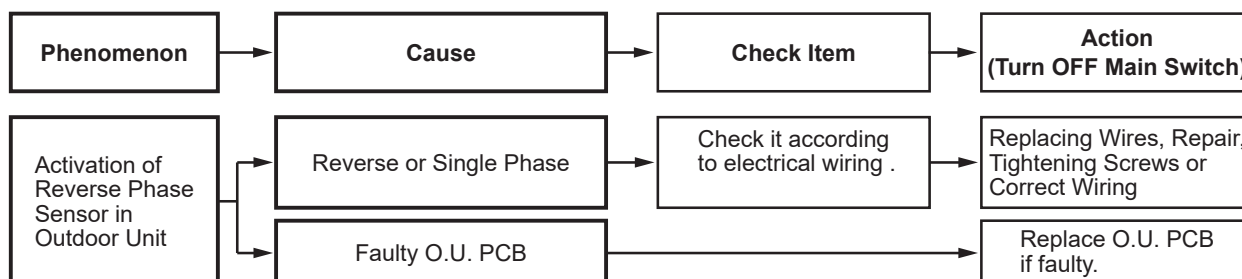 Phenomenon
Cause
Check Item
Action
(Turn OFF Main Switch)
Activation of
Reverse Phase
Sensor in
Outdoor Unit
Reverse or Single Phase
Check it according
to electrical wiring .
Replacing Wires, Repair,
Tightening Screws or
Correct Wiring
Faulty O.U. PCB
Replace O.U. PCB
if faulty.